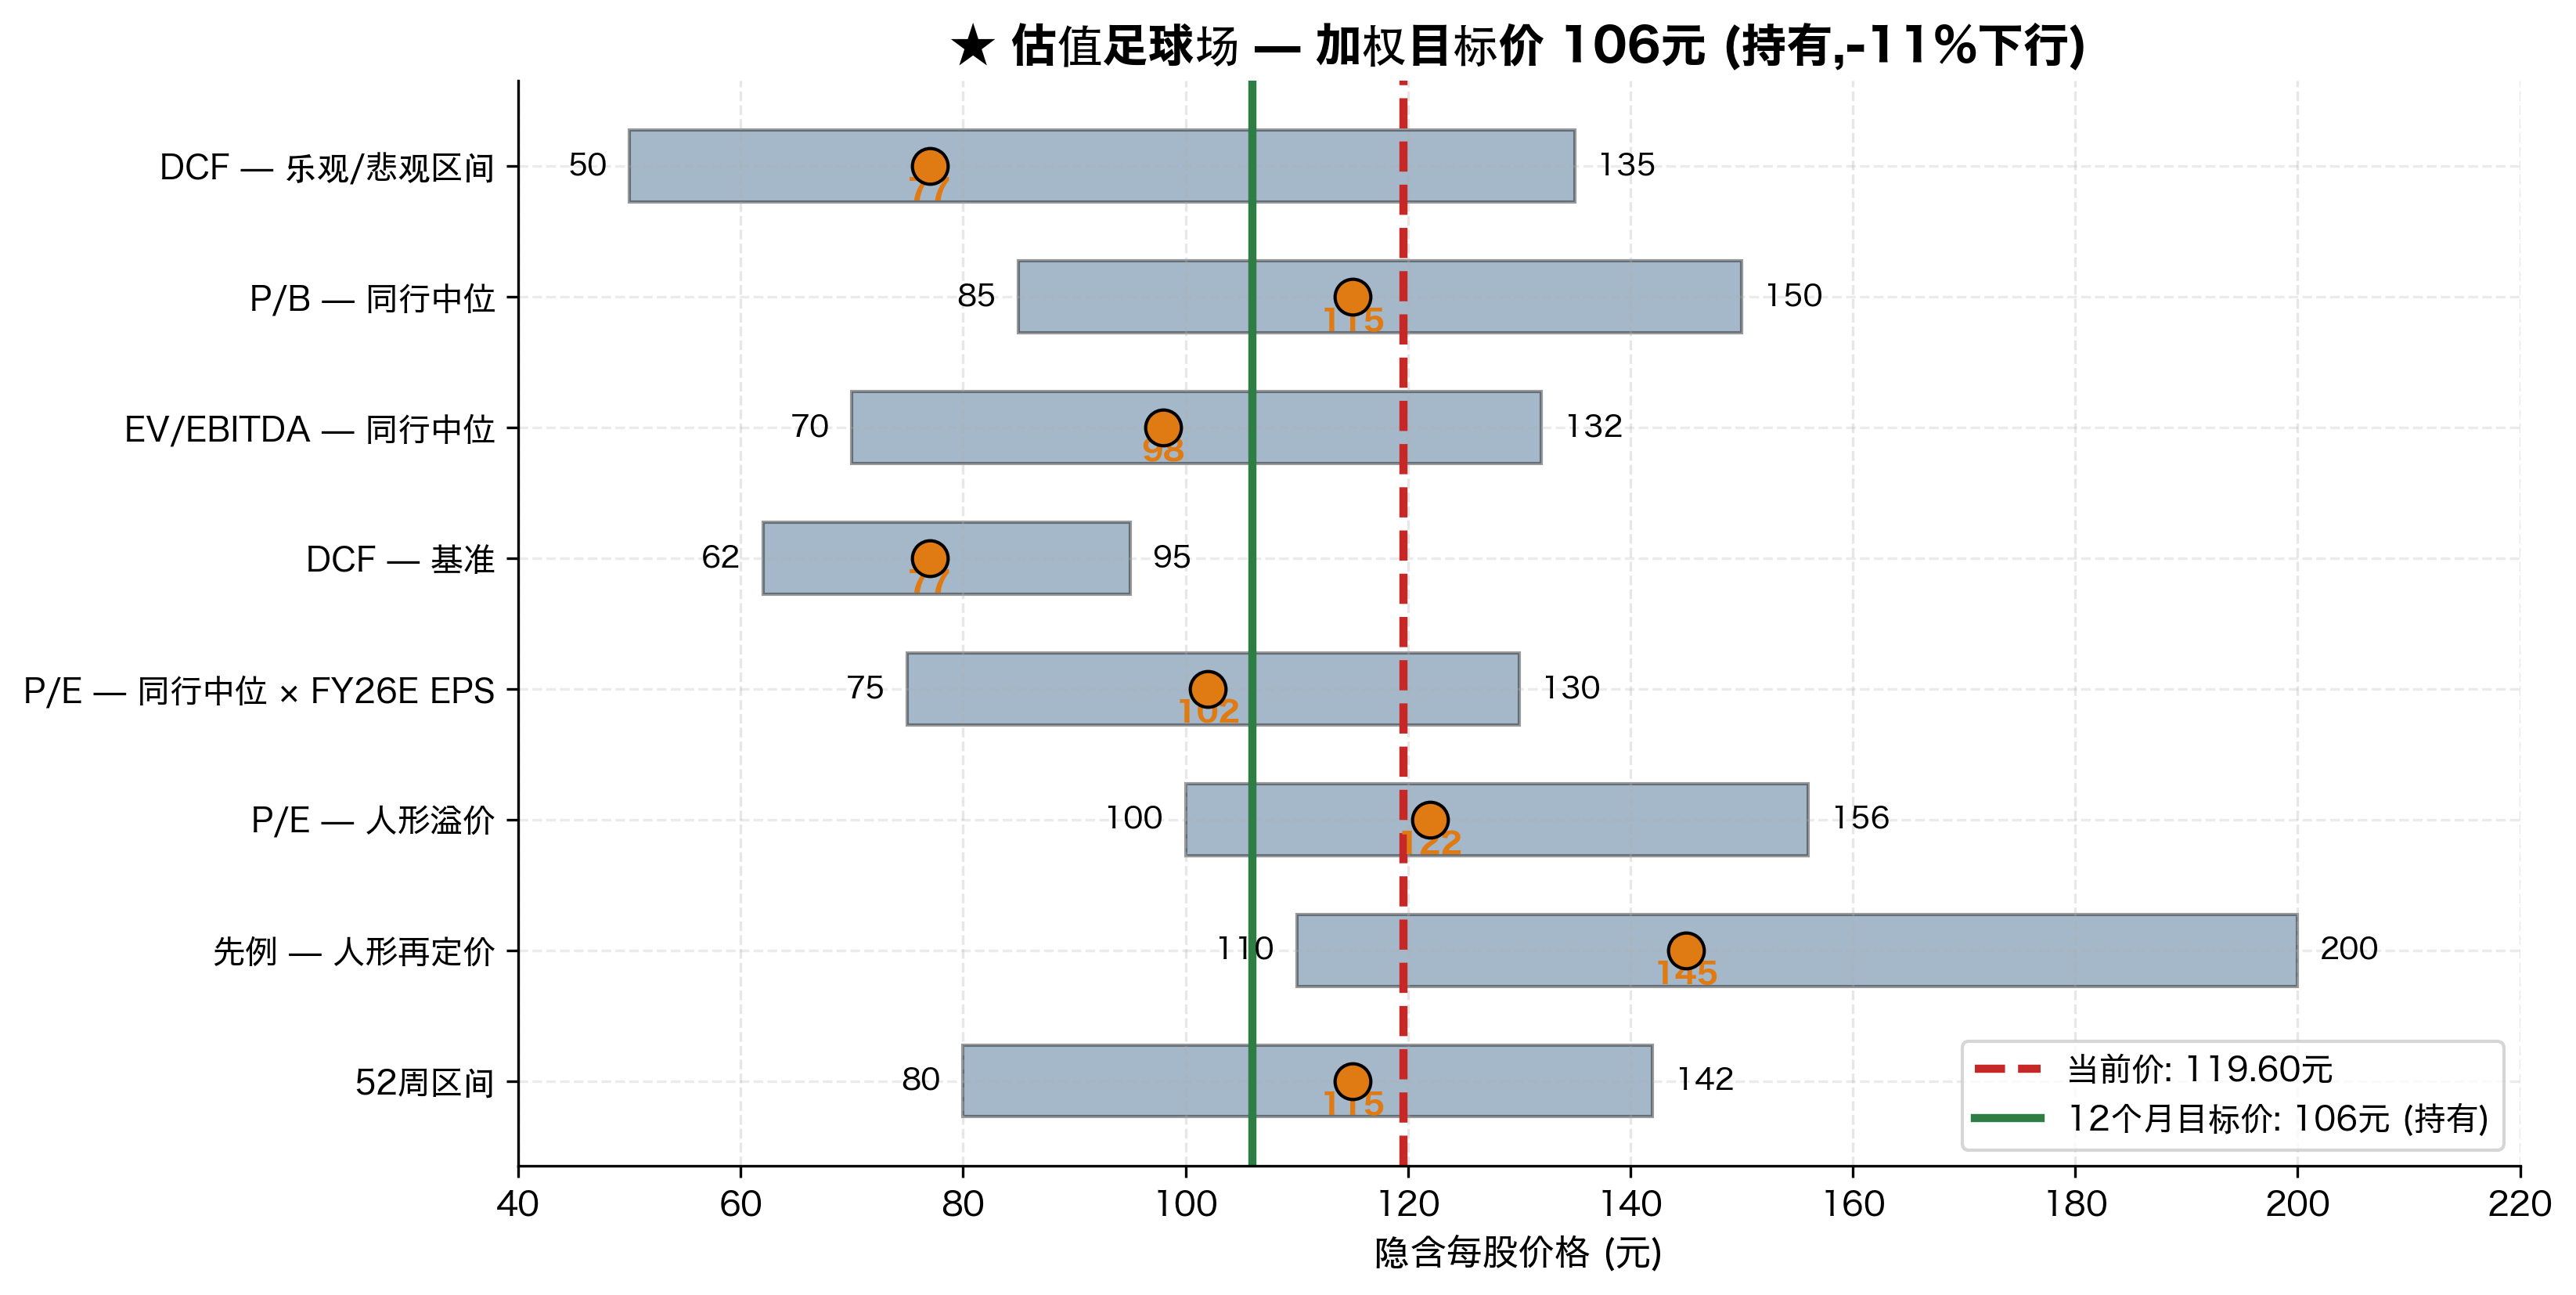 ★ 估值足球场 — 加权目标价 106元 (持有,-11%下行)
DCF — 乐观/悲观区间
50
77
135
P/B — 同行中位
85
115
150
EV/EBITDA — 同行中位
70
98
132
DCF — 基准
62
77
95
P/E — 同行中位 × FY26E EPS
75
102
130
P/E — 人形溢价
100
122
156
先例 — 人形再定价
110
145
200
52周区间
80
115
142
当前价: 119.60元
12个月目标价: 106元 (持有)
40 60 80 100 120 140 160 180 200 220
隐含每股价格 (元)